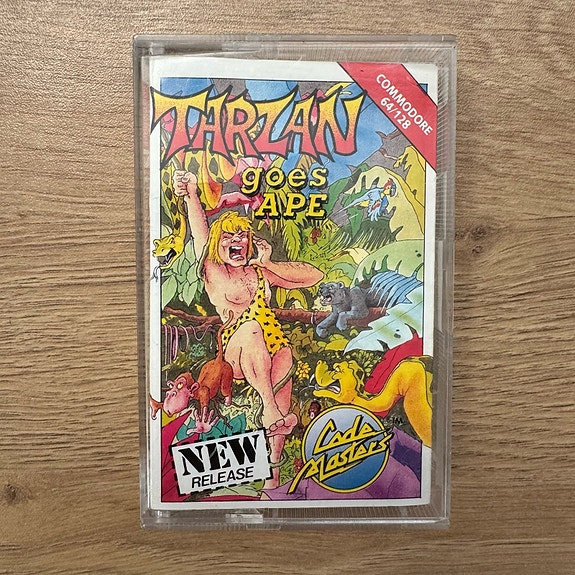 COMMODORE
64/128
TARZAN
goes
APE
Code
Masters
NEW
RELEASE